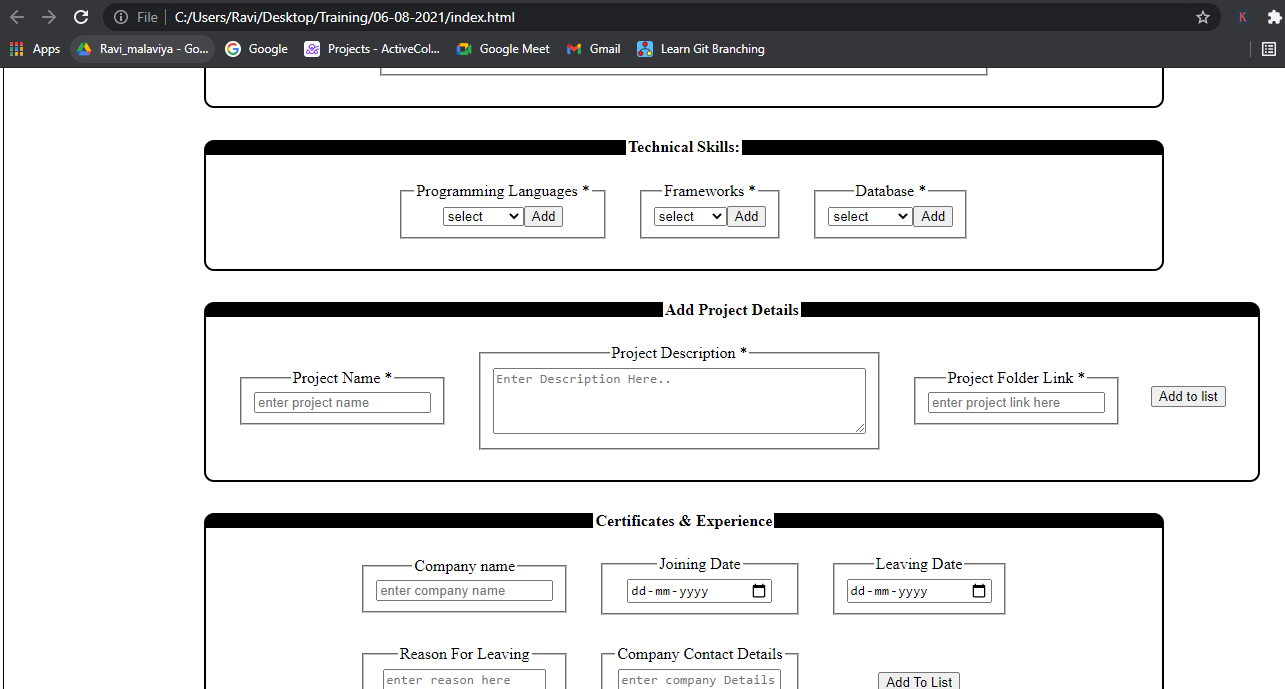 File C:/Users/Ravi/Desktop/Training/06-08-2021/index.html K
Apps Ravi_malaviya - Go... Google Projects - ActiveCol... Google Meet Gmail Learn Git Branching
Technical Skills:
Programming Languages * Frameworks * Database *
select Add select Add select Add
Add Project Details
Project Description *
Project Name * Project Folder Link *
Enter Description Here..
enter project name enter project link here Add to list
Certificates & Experience
Company name Joining Date Leaving Date
enter company name dd-mm-yyyy dd-mm-yyyy
Reason For Leaving Company Contact Details
enter reason here enter company Details Add To List